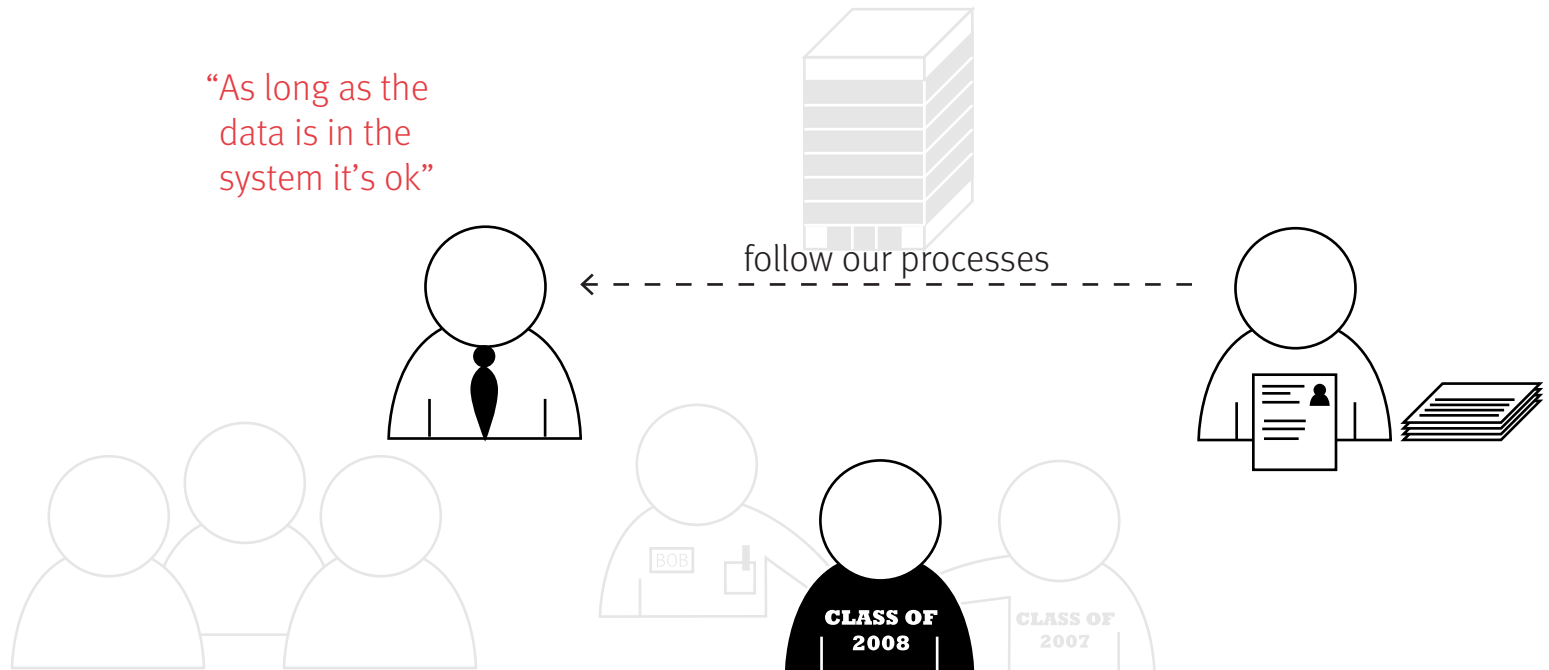 “As long as the
data is in the
system it’s ok”
follow our processes
BOB
CLASS OF
2008
CLASS OF
2007